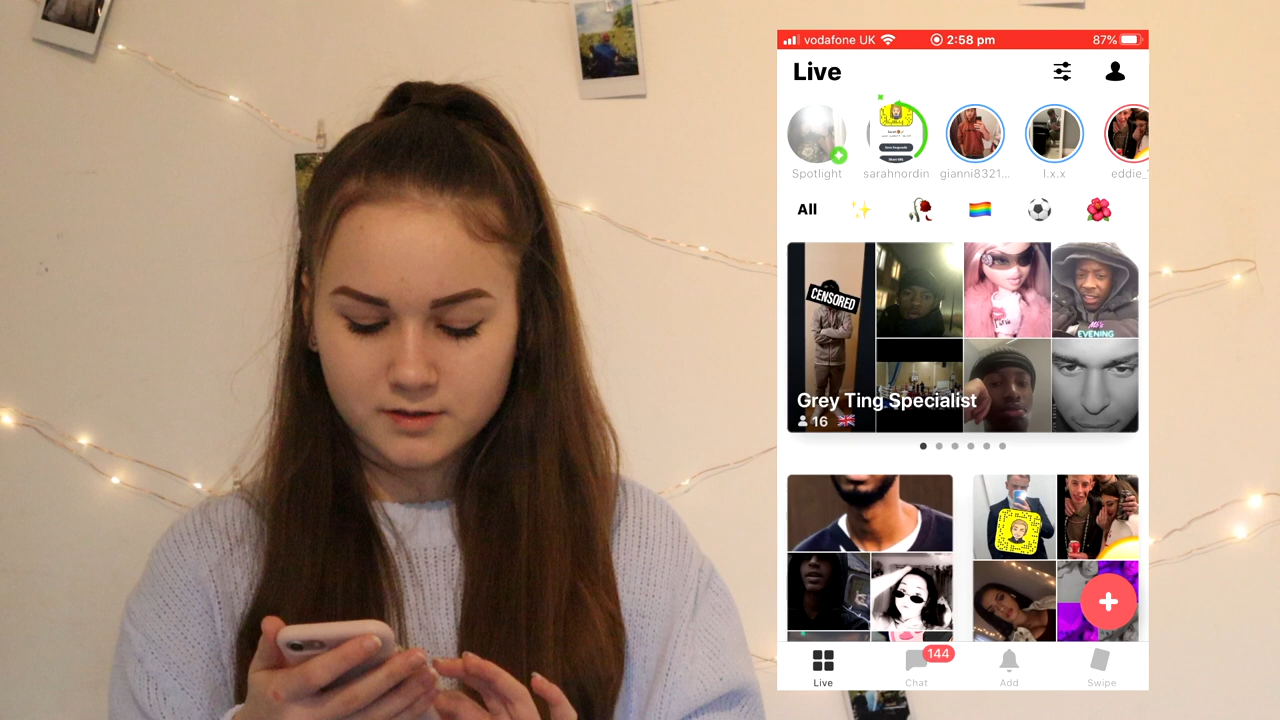 vodafone UK 2:58 pm 87%
Live
Spotlight sarahnordin gianni8321... l.x.x eddie_
All
CENSORED
EVENING
Grey Ting Specialist
16
144
Live Chat Add Swipe